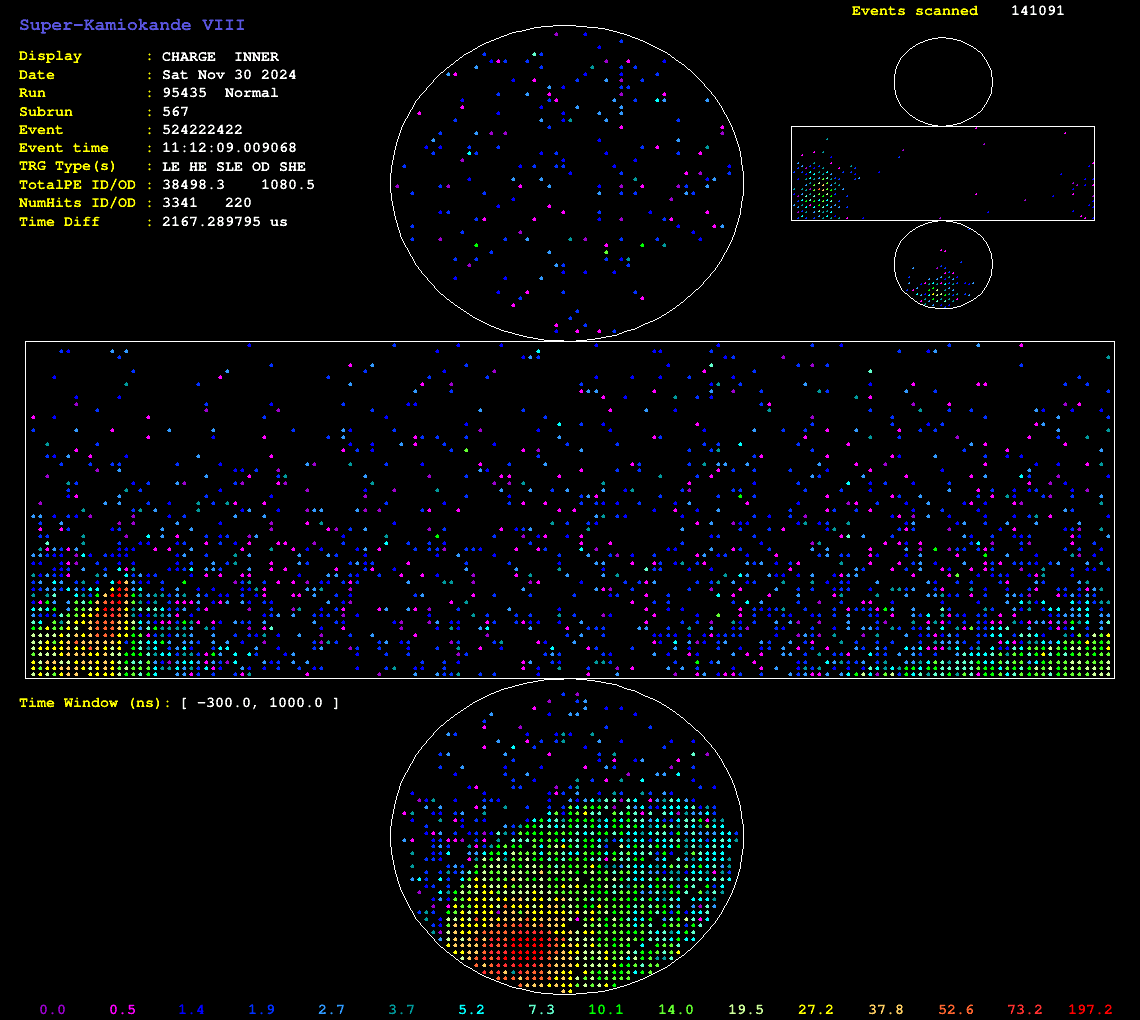 Super-Kamiokande VIII
Events scanned 141091
Display : CHARGE INNER
Date : Sat Nov 30 2024
Run : 95435 Normal
Subrun : 567
Event : 524222422
Event time : 11:12:09.009068
TRG Type(s) : LE HE SLE OD SHE
TotalPE ID/OD : 38498.3 1080.5
NumHits ID/OD : 3341 220
Time Diff : 2167.289795 us
Time Window (ns): [ -300.0, 1000.0 ]
0.0 0.5 1.4 1.9 2.7 3.7 5.2 7.3 10.1 14.0 19.5 27.2 37.8 52.6 73.2 197.2